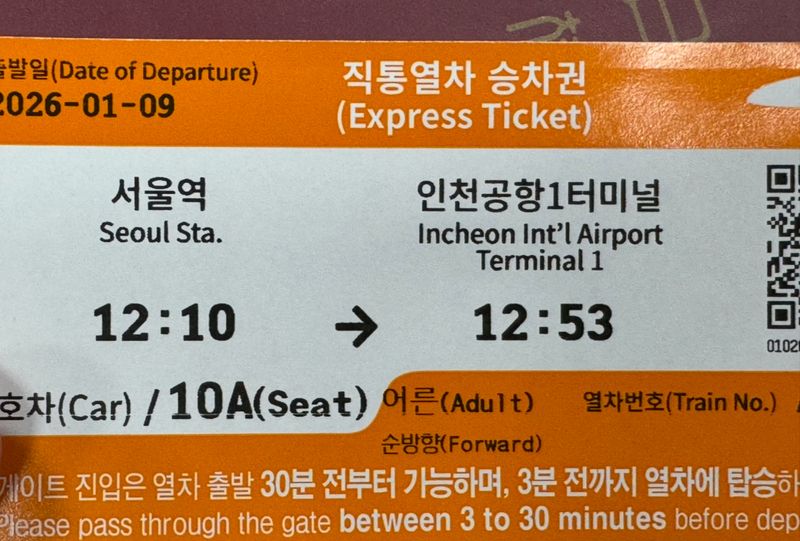 출발일(Date of Departure)
2026-01-09
직통열차 승차권
(Express Ticket)
서울역
Seoul Sta.
인천공항1터미널
Incheon Int'l Airport
Terminal 1
12:10 → 12:53
호차(Car) / 10A(Seat)
어른(Adult)
열차번호(Train No.)
순방향(Forward)
게이트 진입은 열차 출발 30분 전부터 가능하며, 3분 전까지 열차에 탑승하
Please pass through the gate between 3 to 30 minutes before dep